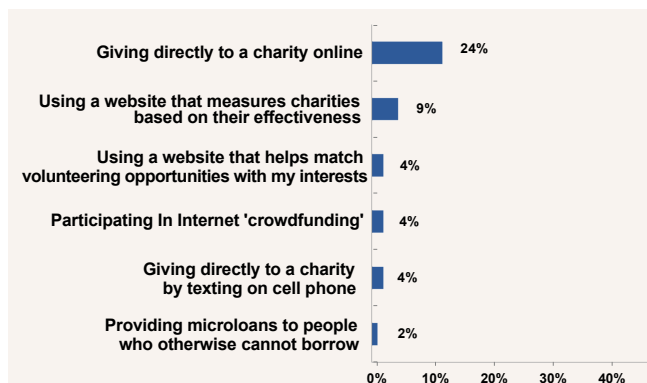 Giving directly to a charity online
24%
Using a website that measures charities
based on their effectiveness
9%
Using a website that helps match
volunteering opportunities with my interests
4%
Participating In Internet 'crowdfunding'
4%
Giving directly to a charity
by texting on cell phone
4%
Providing microloans to people
who otherwise cannot borrow
2%
0% 10% 20% 30% 40%